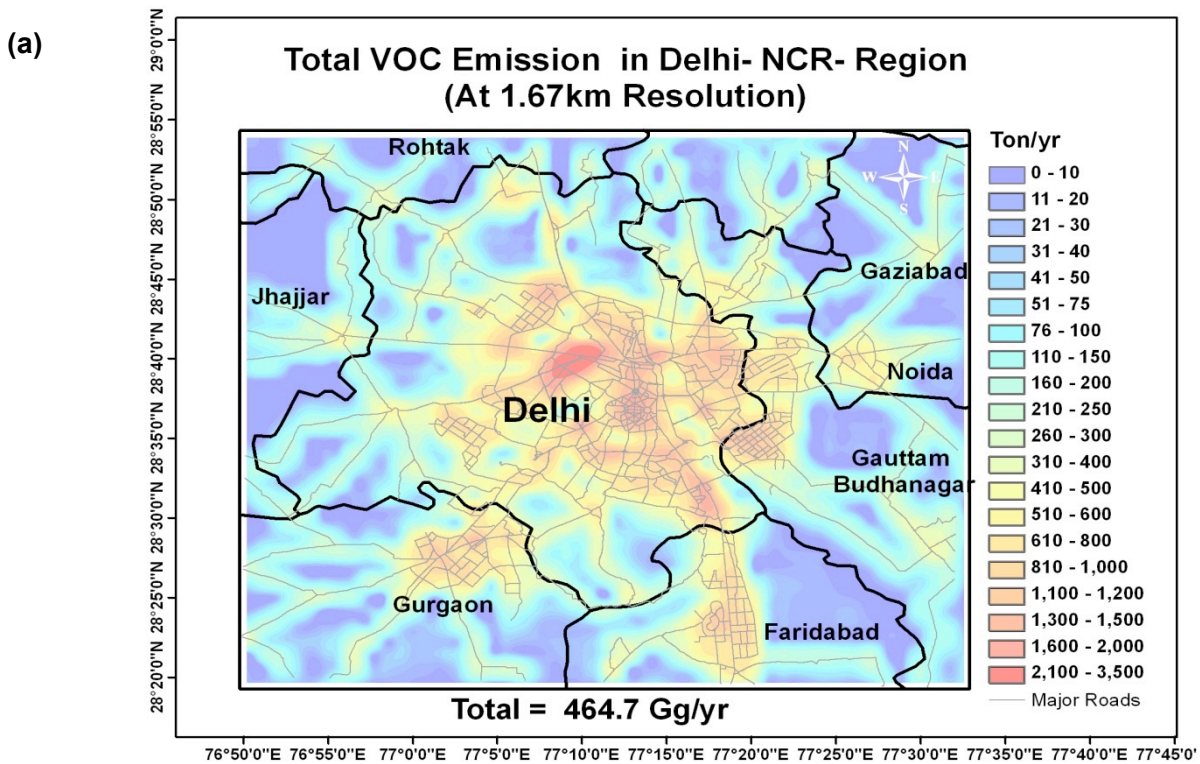 (a)
Total VOC Emission in Delhi- NCR- Region
(At 1.67km Resolution)
29°0'0"N
28°55'0"N
28°50'0"N
28°45'0"N
28°40'0"N
28°35'0"N
28°30'0"N
28°25'0"N
28°20'0"N
Rohtak
N
W E
S
Gaziabad
Jhajjar
Noida
Delhi
Gauttam
Budhanagar
Gurgaon
Faridabad
Ton/yr
0 - 10
11 - 20
21 - 30
31 - 40
41 - 50
51 - 75
76 - 100
110 - 150
160 - 200
210 - 250
260 - 300
310 - 400
410 - 500
510 - 600
610 - 800
810 - 1,000
1,100 - 1,200
1,300 - 1,500
1,600 - 2,000
2,100 - 3,500
Major Roads
Total = 464.7 Gg/yr
76°50'0"E 76°55'0"E 77°0'0"E 77°5'0"E 77°10'0"E 77°15'0"E 77°20'0"E 77°25'0"E 77°30'0"E 77°35'0"E 77°40'0"E 77°45'0'